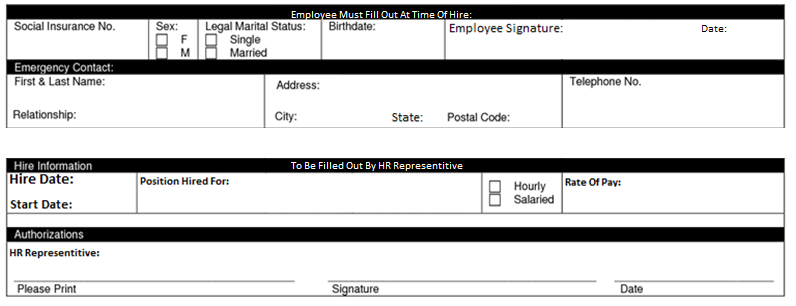 Employee Must Fill Out At Time Of Hire:
Social Insurance No. Sex: Legal Marital Status: Birthdate: Employee Signature: Date:
F Single
M Married
Emergency Contact:
First & Last Name: Address: Telephone No.
Relationship: City: State: Postal Code:
Hire Information To Be Filled Out By HR Representitive
Hire Date: Position Hired For: Hourly Rate Of Pay:
Start Date: Salaried
Authorizations
HR Representitive:
Please Print Signature Date